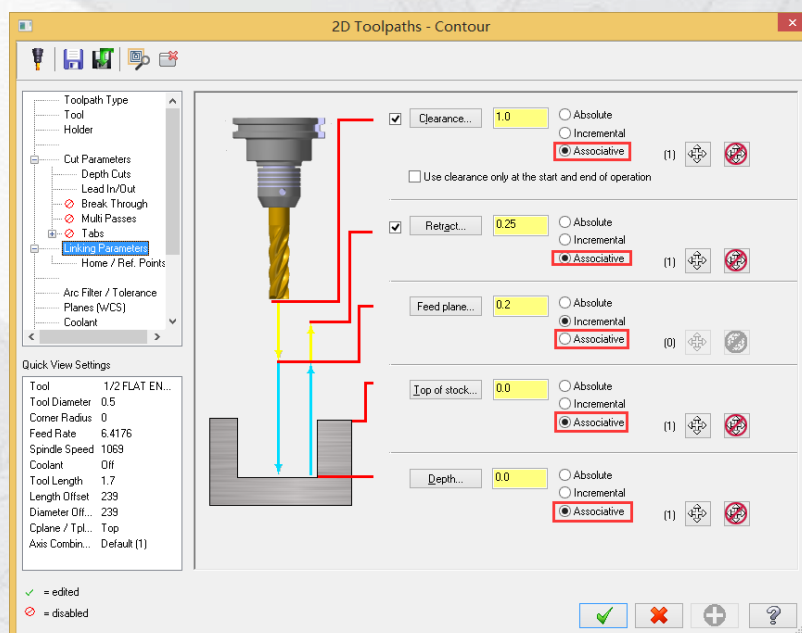 2D Toolpaths - Contour
Toolpath Type
Tool
Holder
Cut Parameters
Depth Cuts
Lead In/Out
Break Through
Multi Passes
Tabs
Linking Parameters
Home / Ref. Points
Arc Filter / Tolerance
Planes (WCS)
Coolant
Quick View Settings
Tool 1/2 FLAT EN...
Tool Diameter 0.5
Corner Radius 0
Feed Rate 6.4176
Spindle Speed 1069
Coolant Off
Tool Length 1.7
Length Offset 239
Diameter Off... 239
Cplane / Tpl... Top
Axis Combin... Default (1)
= edited
= disabled
Clearance... 1.0 Absolute
Incremental
Associative (1)
Use clearance only at the start and end of operation
Retract... 0.25 Absolute
Incremental
Associative (1)
Feed plane... 0.2 Absolute
Incremental
Associative (0)
Top of stock... 0.0 Absolute
Incremental
Associative (1)
Depth... 0.0 Absolute
Incremental
Associative (1)